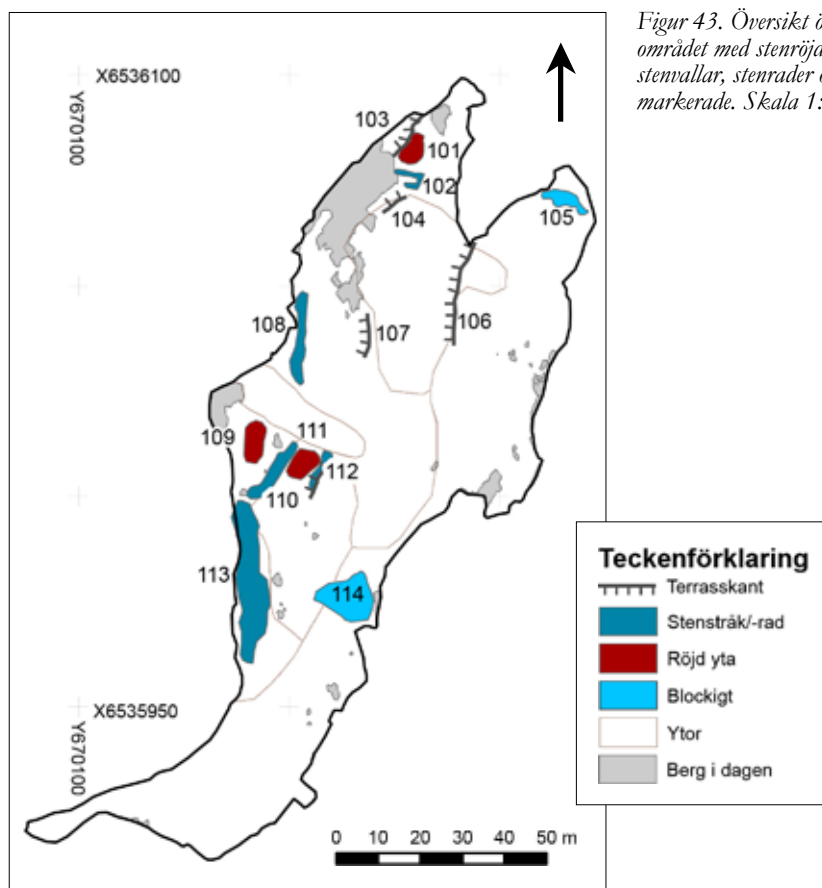 Figur 43. Översikt
området med
stenvallar, stenrader
markerade. Skala
X6536100
Y670100
103
101
102
104
105
106
107
108
109
111
112
110
113
114
X6535950
Y670100
0 10 20 30 40 50 m
Teckenförklaring
Terrasskant
Stenstråk/-rad
Röjd yta
Blockigt
Ytor
Berg i dagen